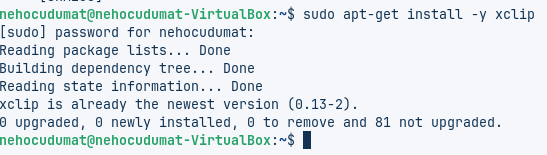 nehocudumat@nehocudumat-VirtualBox:~$ sudo apt-get install -y xclip
[sudo] password for nehocudumat:
Reading package lists... Done
Building dependency tree... Done
Reading state information... Done
xclip is already the newest version (0.13-2).
0 upgraded, 0 newly installed, 0 to remove and 81 not upgraded.
nehocudumat@nehocudumat-VirtualBox:~$